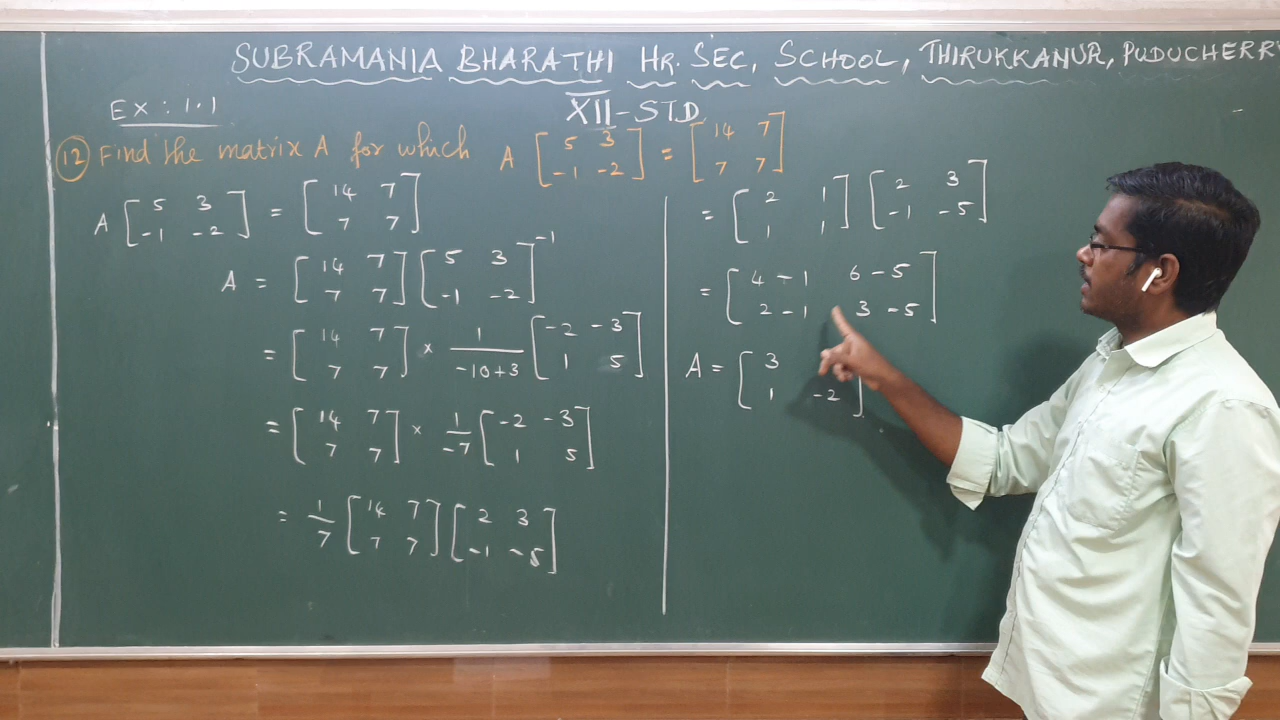 SUBRAMANIA BHARATHI HR. SEC, SCHOOL, THIRUKKANUR, PUDUCHERRY
EX : 1.1
XII - STD
12 Find the matrix A for which A [ 5 3 ; -1 -2 ] = [ 14 7 ; 7 7 ]
A [ 5 3 ; -1 -2 ] = [ 14 7 ; 7 7 ]
A = [ 14 7 ; 7 7 ] [ 5 3 ; -1 -2 ]^-1
= [ 14 7 ; 7 7 ] × 1/(-10+3) [ -2 -3 ; 1 5 ]
= [ 14 7 ; 7 7 ] × 1/-7 [ -2 -3 ; 1 5 ]
= 1/7 [ 14 7 ; 7 7 ] [ 2 3 ; -1 -5 ]
= [ 2 1 ; 1 1 ] [ 2 3 ; -1 -5 ]
= [ 4 - 1 6 - 5 ; 2 - 1 3 - 5 ]
A = [ 3 ; 1 -2 ]